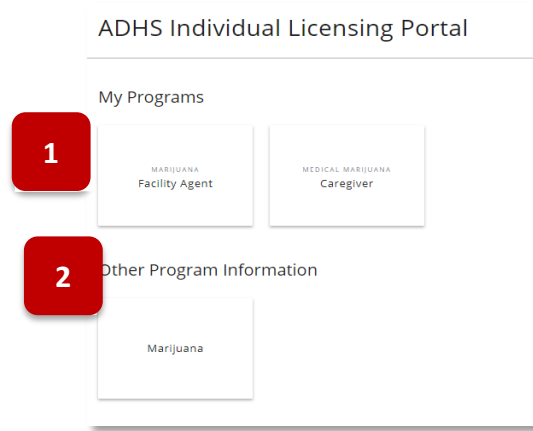 ADHS Individual Licensing Portal
My Programs
1
MARIJUANA
Facility Agent
MEDICAL MARIJUANA
Caregiver
2
Other Program Information
Marijuana